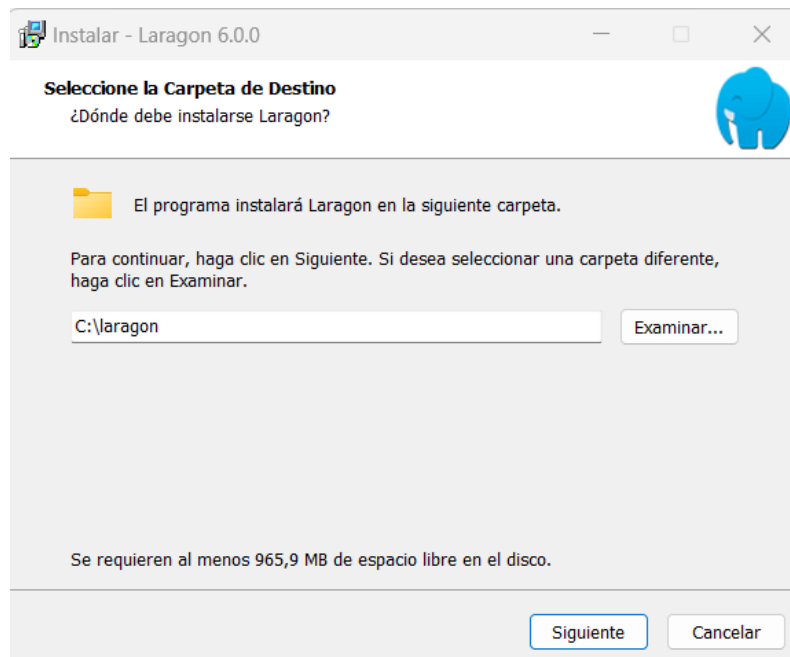 Instalar - Laragon 6.0.0
Seleccione la Carpeta de Destino
¿Dónde debe instalarse Laragon?
El programa instalará Laragon en la siguiente carpeta.
Para continuar, haga clic en Siguiente. Si desea seleccionar una carpeta diferente,
haga clic en Examinar.
C:\laragon
Examinar...
Se requieren al menos 965,9 MB de espacio libre en el disco.
Siguiente
Cancelar